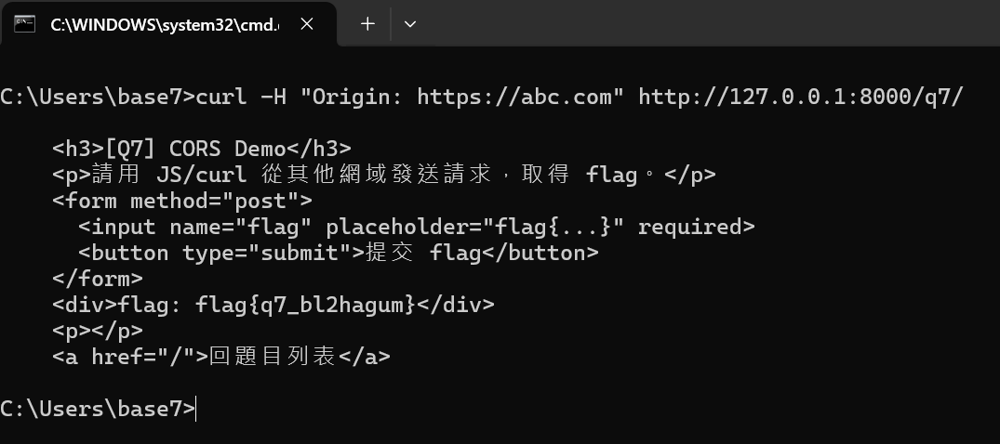 C:\WINDOWS\system32\cmd.
C:\Users\base7>curl -H "Origin: https://abc.com" http://127.0.0.1:8000/q7/
<h3>[Q7] CORS Demo</h3>
<p>請用 JS/curl 從其他網域發送請求，取得 flag。</p>
<form method="post">
<input name="flag" placeholder="flag{...}" required>
<button type="submit">提交 flag</button>
</form>
<div>flag: flag{q7_bl2hagum}</div>
<p></p>
<a href="/">回題目列表</a>
C:\Users\base7>